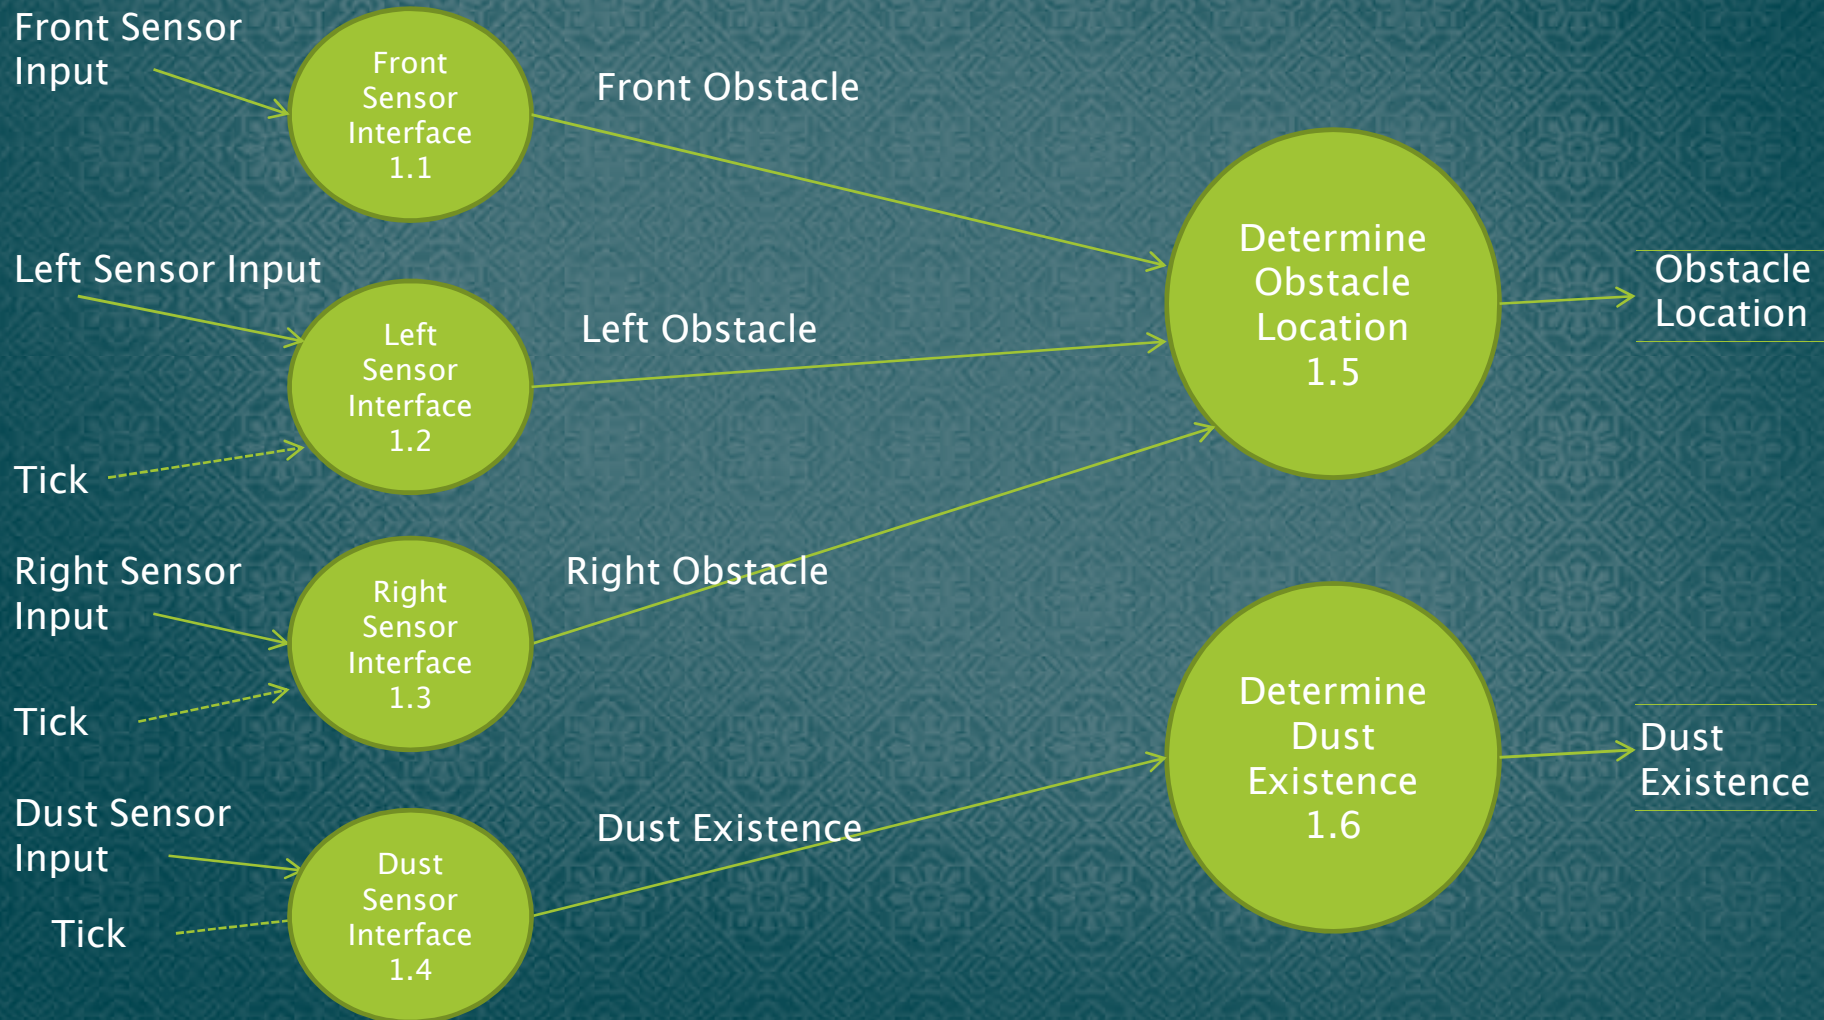 Front Sensor
Input
Front
Sensor
Interface
1.1
Front Obstacle
Left Sensor Input
Left
Sensor
Interface
1.2
Left Obstacle
Tick
Determine
Obstacle
Location
1.5
Obstacle
Location
Right Sensor
Input
Right
Sensor
Interface
1.3
Right Obstacle
Tick
Dust Sensor
Input
Dust
Sensor
Interface
1.4
Tick
Dust Existence
Determine
Dust
Existence
1.6
Dust
Existence